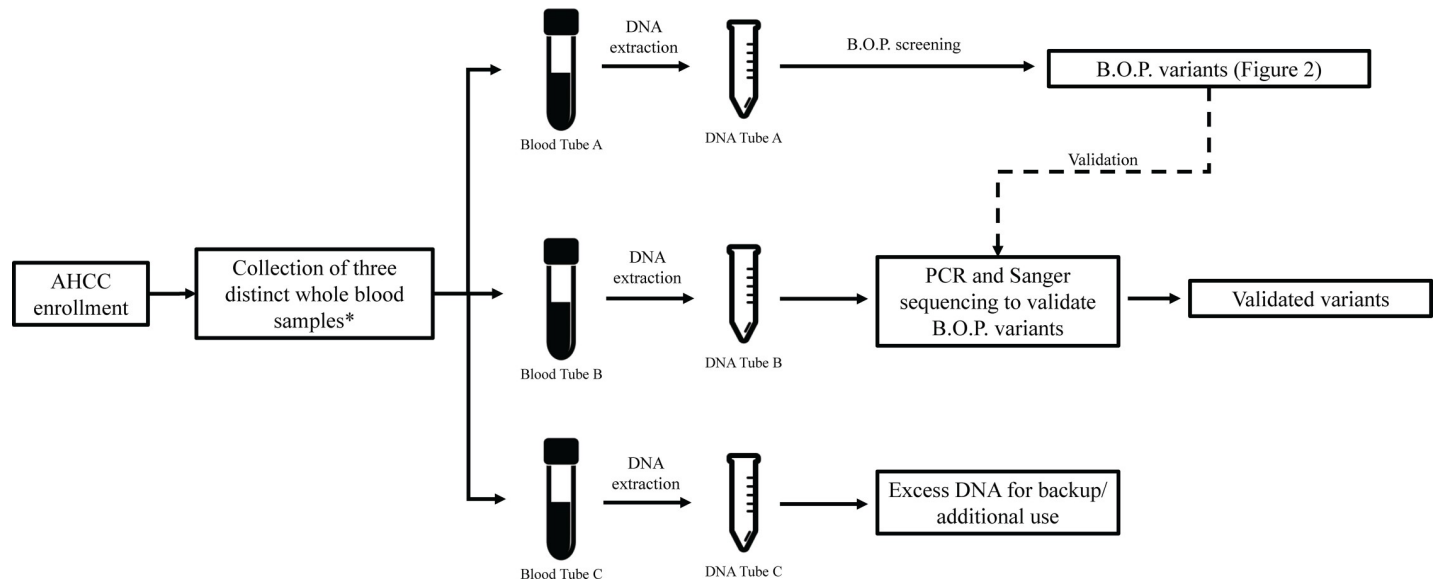 DNA
extraction
B.O.P. screening
B.O.P. variants (Figure 2)
Blood Tube A
DNA Tube A
Validation
AHCC
enrollment
Collection of three
distinct whole blood
samples*
DNA
extraction
PCR and Sanger
sequencing to validate
B.O.P. variants
Validated variants
Blood Tube B
DNA Tube B
DNA
extraction
Excess DNA for backup/
additional use
Blood Tube C
DNA Tube C